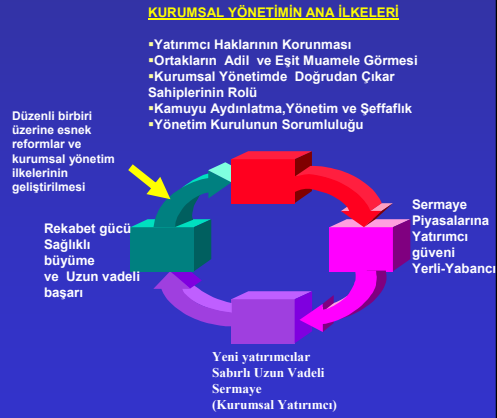 KURUMSAL YÖNETİMİN ANA İLKELERİ
▪Yatırımcı Haklarının Korunması
▪Ortakların Adil ve Eşit Muamele Görmesi
▪Kurumsal Yönetimde Doğrudan Çıkar
Sahiplerinin Rolü
▪Kamuyu Aydınlatma,Yönetim ve Şeffaflık
▪Yönetim Kurulunun Sorumluluğu
Düzenli birbiri
üzerine esnek
reformlar ve
kurumsal yönetim
ilkelerinin
geliştirilmesi
Sermaye
Piyasalarına
Yatırımcı
güveni
Yerli-Yabancı
Rekabet gücü
Sağlıklı
büyüme
ve Uzun vadeli
başarı
Yeni yatırımcılar
Sabırlı Uzun Vadeli
Sermaye
(Kurumsal Yatırımcı)